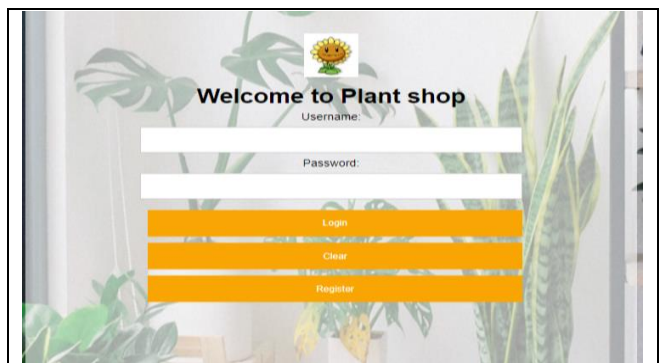 Welcome to Plant shop
Username:
Password:
Login
Clear
Register